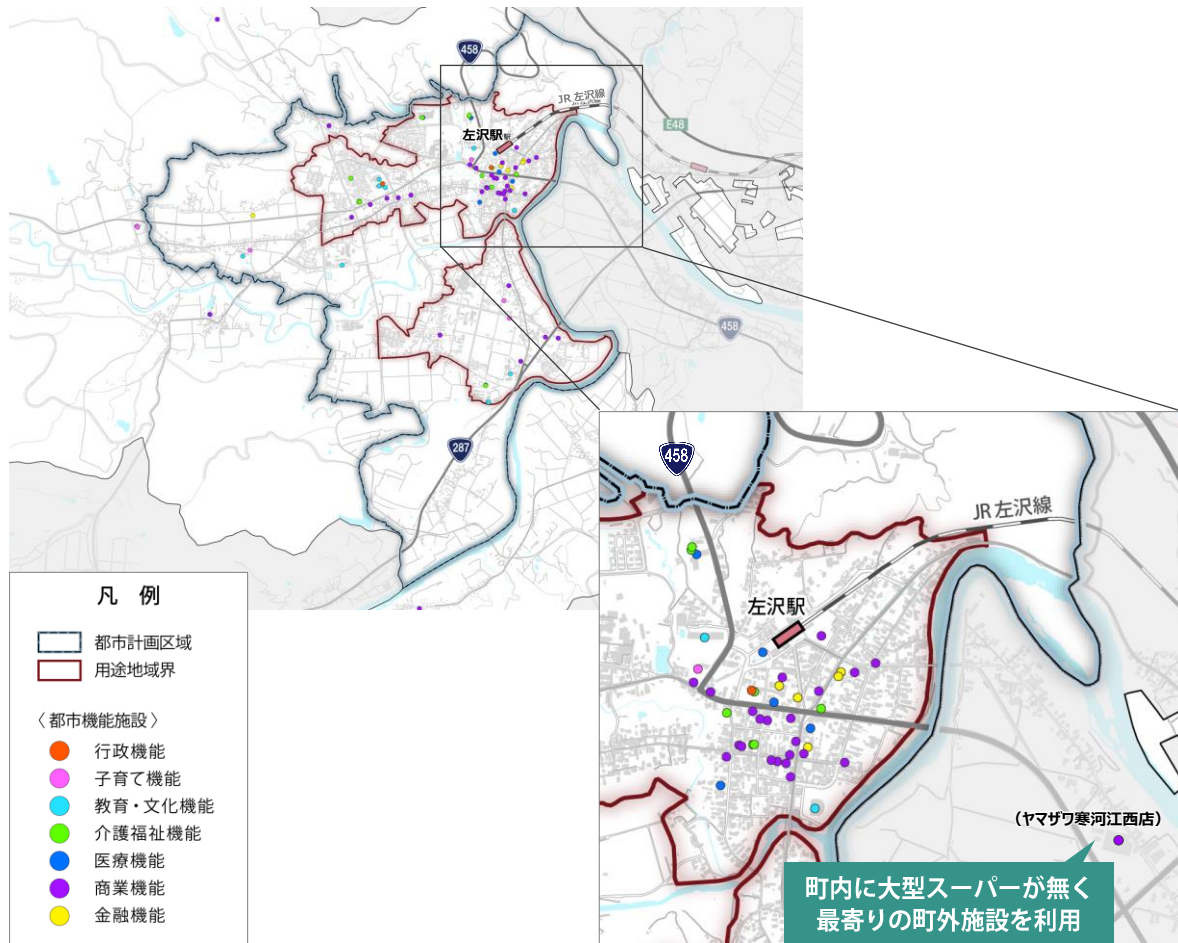 458
JR 左沢線
E48
左沢駅
458
287
458
JR 左沢線
左沢駅
（ヤマザワ寒河江西店）
町内に大型スーパーが無く
最寄りの町外施設を利用
凡 例
都市計画区域
用途地域界
〈 都市機能施設 〉
行政機能
子育て機能
教育・文化機能
介護福祉機能
医療機能
商業機能
金融機能